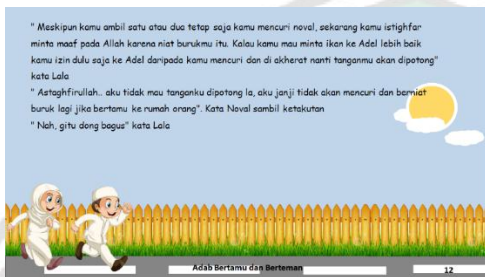 " Meskipun kamu ambil satu atau dua tetap saja kamu mencuri noval, sekarang kamu istighfar
minta maaf pada Allah karena niat burukmu itu. Kalau kamu mau minta ikan ke Adel lebih baik
kamu izin dulu saja ke Adel daripada kamu mencuri dan di akherat nanti tanganmu akan dipotong"
kata Lala
" Astaghfirullah.. aku tidak mau tanganku dipotong la, aku janji tidak akan mencuri dan berniat
buruk lagi jika bertamu ke rumah orang". Kata Noval sambil ketakutan
" Nah, gitu dong bagus" kata Lala
Adab Bertamu dan Berteman
12